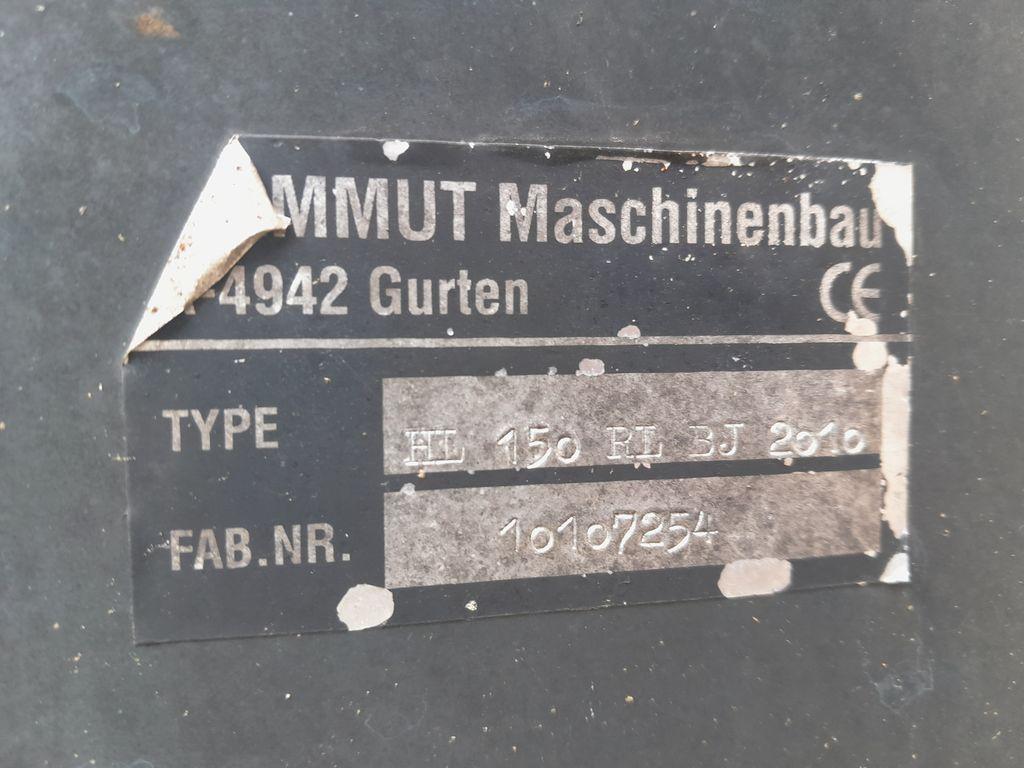 MMUT Maschinenbau
-4942 Gurten
CE
TYPE HL 150 RL BJ 2010
FAB.NR. 10107254